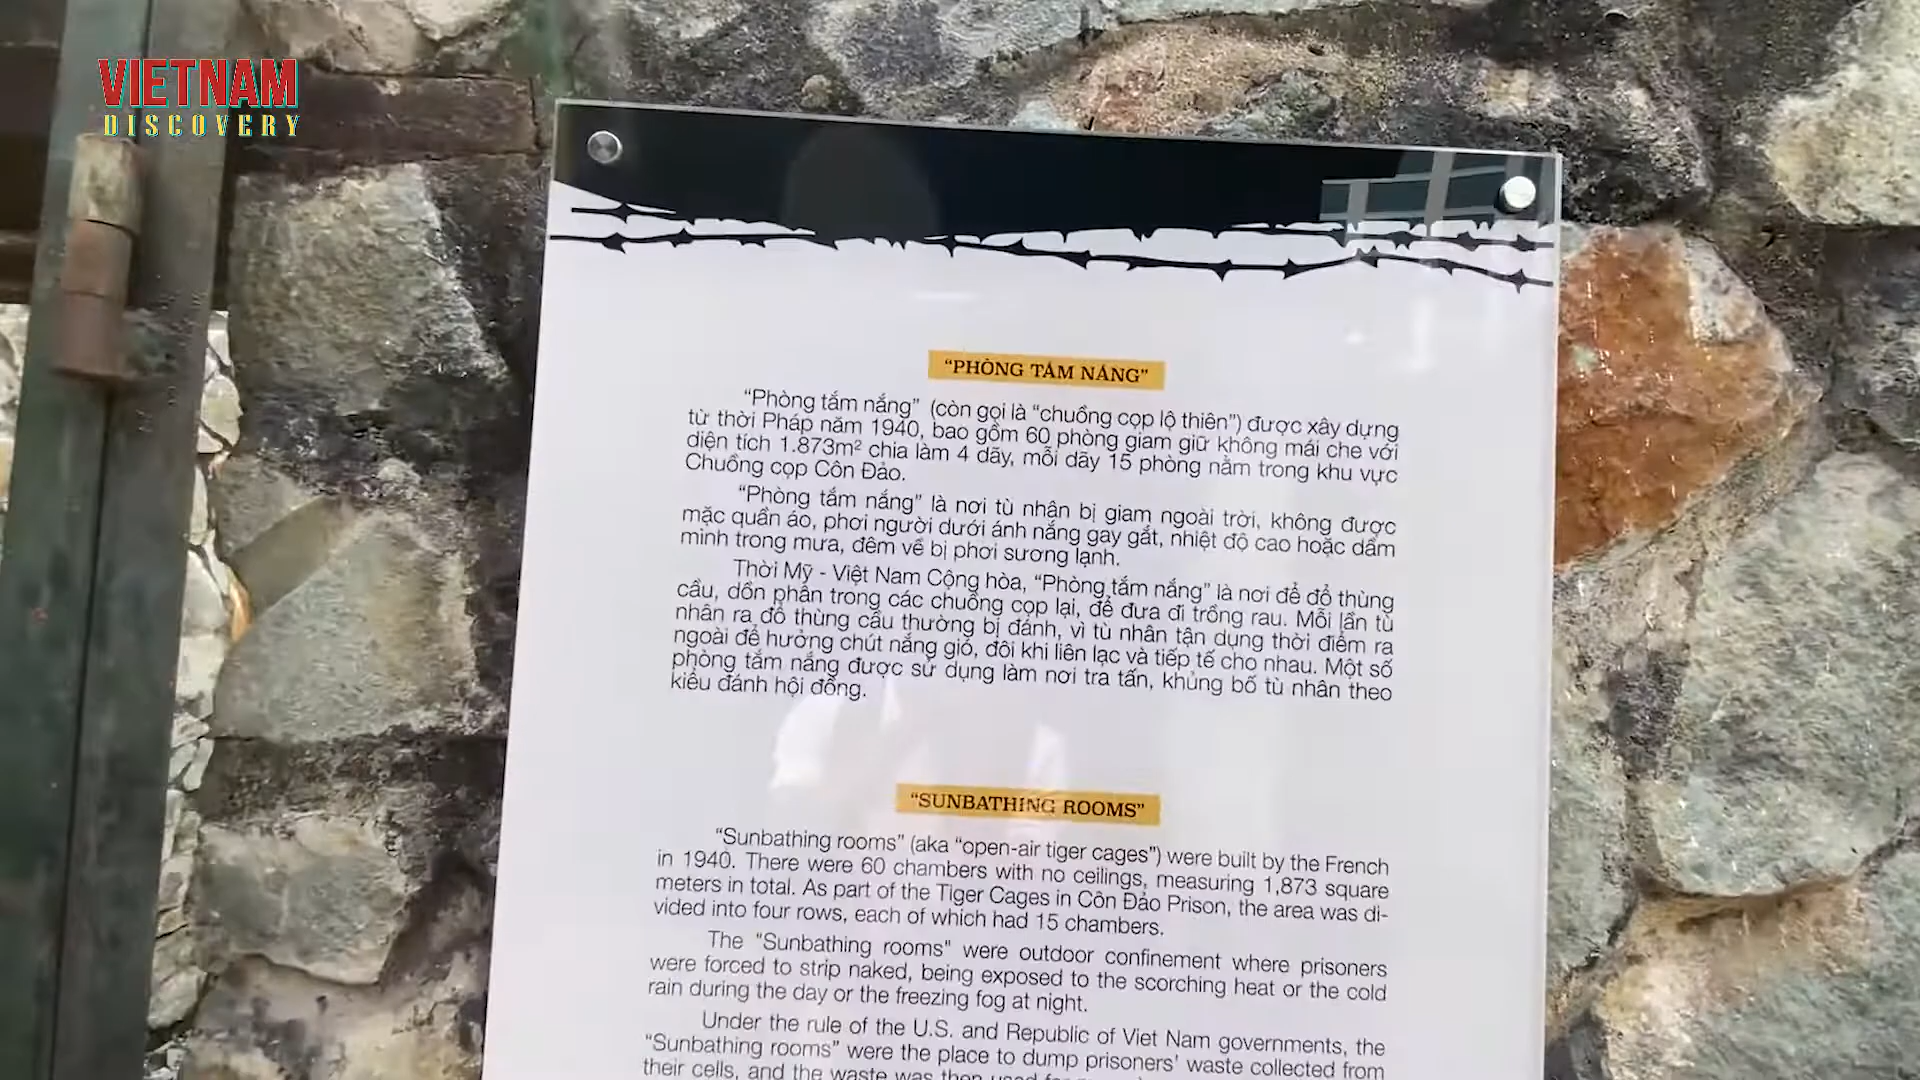 VIETNAM
DISCOVERY
“PHÒNG TẮM NẮNG”
“Phòng tắm nắng” (còn gọi là “chuồng cọp lộ thiên”) được xây dựng
từ thời Pháp năm 1940, bao gồm 60 phòng giam giữ không mái che với
diện tích 1.873m² chia làm 4 dãy, mỗi dãy 15 phòng nằm trong khu vực
Chuồng cọp Côn Đảo.
“Phòng tắm nắng” là nơi tù nhân bị giam ngoài trời, không được
mặc quần áo, phơi người dưới ánh nắng gay gắt, nhiệt độ cao hoặc dầm
mình trong mưa, đêm về bị phơi sương lạnh.
Thời Mỹ - Việt Nam Cộng hòa, “Phòng tắm nắng” là nơi để đổ thùng
cầu, dồn phân trong các chuồng cọp lại, để đưa đi trồng rau. Mỗi lần tù
nhân ra đổ thùng cầu thường bị đánh, vì tù nhân tận dụng thời điểm ra
ngoài để hưởng chút nắng gió, đôi khi liên lạc và tiếp tế cho nhau. Một số
phòng tắm nắng được sử dụng làm nơi tra tấn, khủng bố tù nhân theo
kiểu đánh hội đồng.
“SUNBATHING ROOMS”
“Sunbathing rooms” (aka “open-air tiger cages”) were built by the French
in 1940. There were 60 chambers with no ceilings, measuring 1,873 square
meters in total. As part of the Tiger Cages in Côn Đảo Prison, the area was di-
vided into four rows, each of which had 15 chambers.
The "Sunbathing rooms" were outdoor confinement where prisoners
were forced to strip naked, being exposed to the scorching heat or the cold
rain during the day or the freezing fog at night.
Under the rule of the U.S. and Republic of Viet Nam governments, the
“Sunbathing rooms” were the place to dump prisoners’ waste collected from
their cells, and the waste was then used